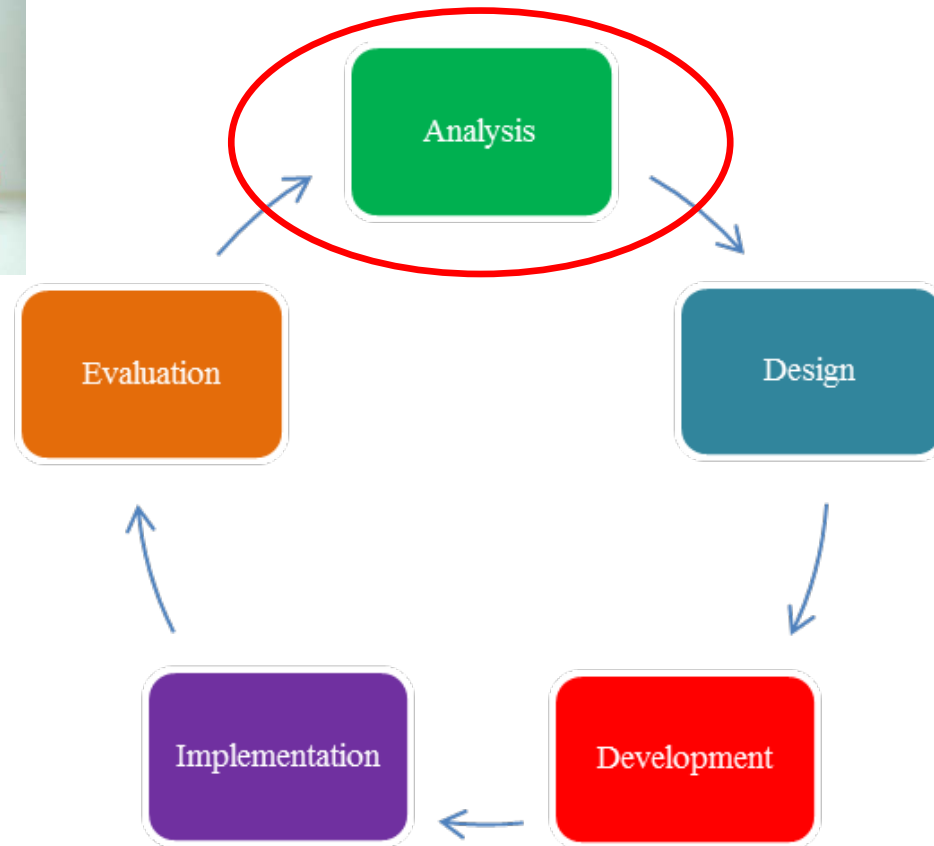 Analysis
Evaluation
Design
Implementation
Development